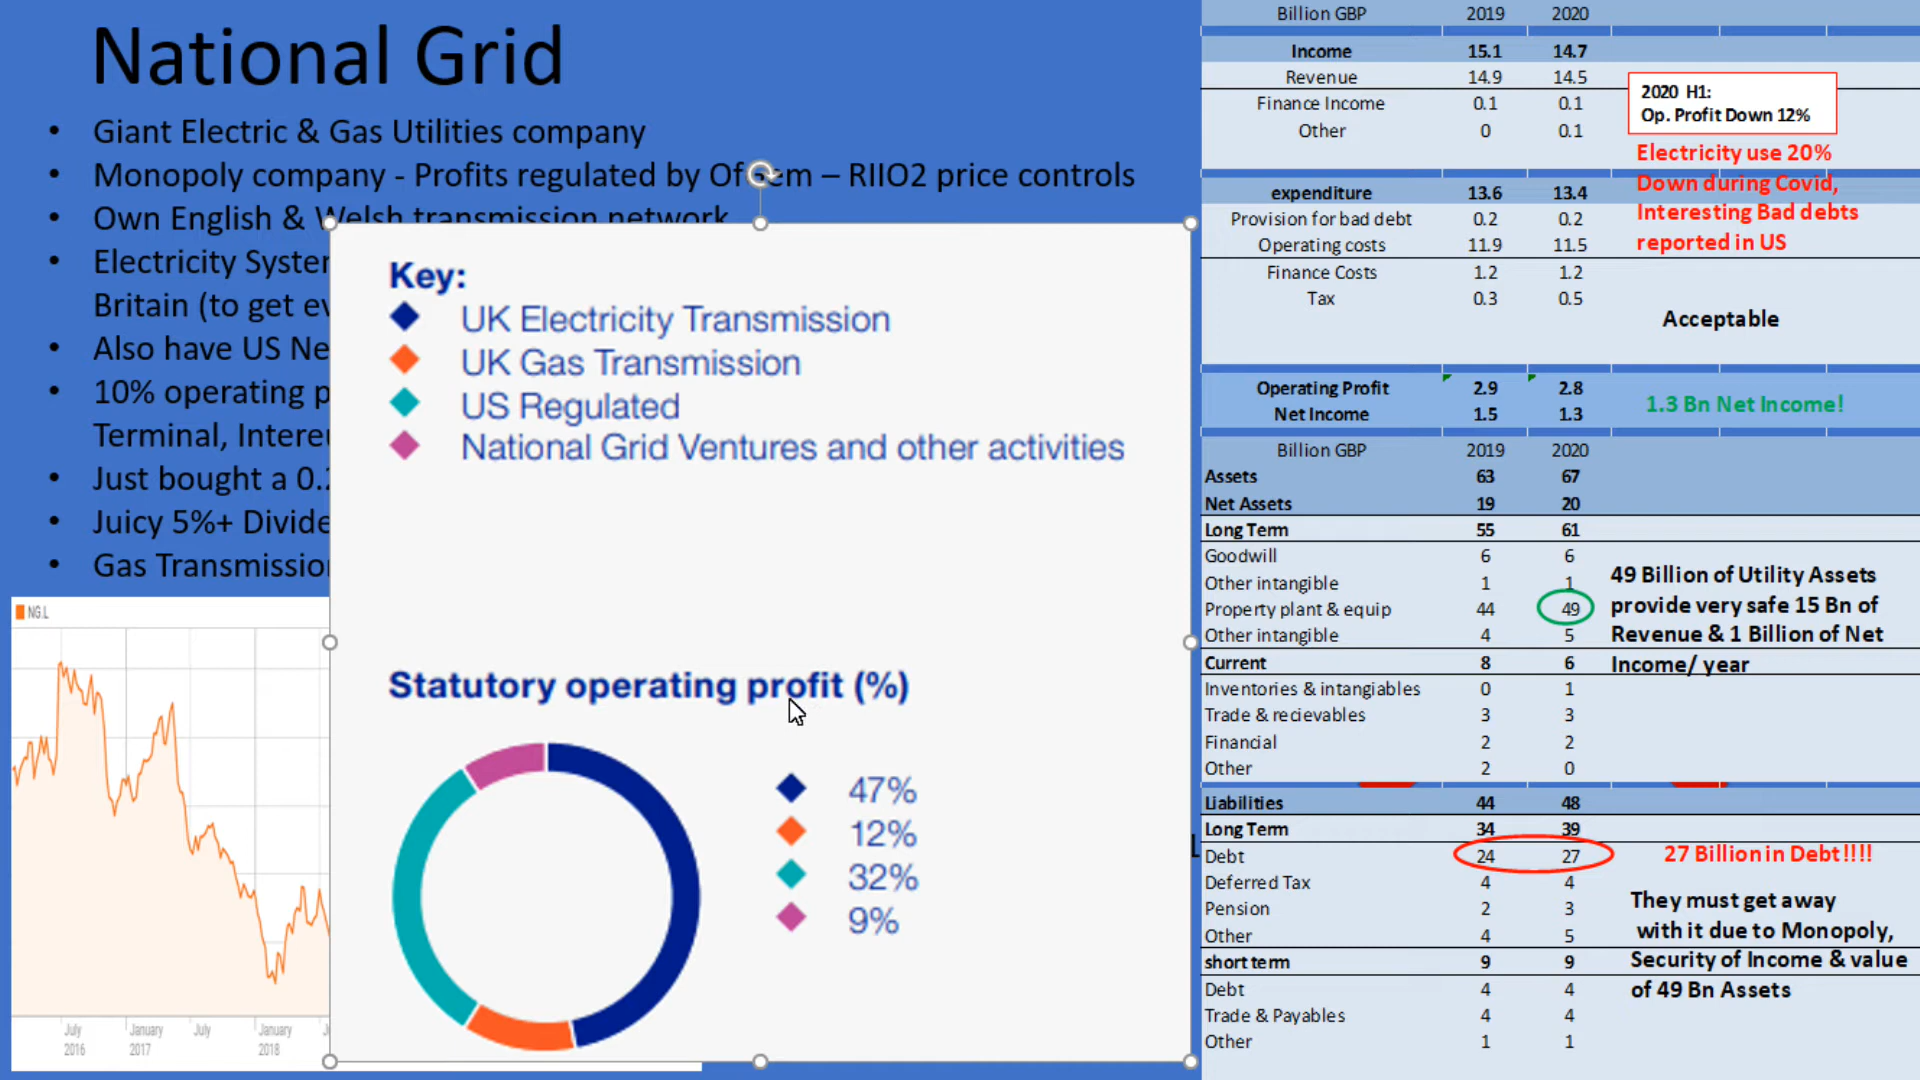 National Grid
• Giant Electric & Gas Utilities company
• Monopoly company - Profits regulated by Ofgem – RIIO2 price controls
• Own English & Welsh transmission network
• Electricity System
Britain (to get ev
• Also have US Ne
• 10% operating p
Terminal, Intere
• Just bought a 0.
• Juicy 5%+ Divide
• Gas Transmission
Key:
UK Electricity Transmission
UK Gas Transmission
US Regulated
National Grid Ventures and other activities
Statutory operating profit (%)
47%
12%
32%
9%
NG.L
July 2016
January 2017
July
January 2018
Billion GBP 2019 2020
Income 15.1 14.7
Revenue 14.9 14.5
Finance Income 0.1 0.1
Other 0 0.1
expenditure 13.6 13.4
Provision for bad debt 0.2 0.2
Operating costs 11.9 11.5
Finance Costs 1.2 1.2
Tax 0.3 0.5
Operating Profit 2.9 2.8
Net Income 1.5 1.3
Billion GBP 2019 2020
Assets 63 67
Net Assets 19 20
Long Term 55 61
Goodwill 6 6
Other intangible 1 1
Property plant & equip 44 49
Other intangible 4 5
Current 8 6
Inventories & intangiables 0 1
Trade & recievables 3 3
Financial 2 2
Other 2 0
Liabilities 44 48
Long Term 34 39
Debt 24 27
Deferred Tax 4 4
Pension 2 3
Other 4 5
short term 9 9
Debt 4 4
Trade & Payables 4 4
Other 1 1
2020 H1:
Op. Profit Down 12%
Electricity use 20%
Down during Covid,
Interesting Bad debts
reported in US
Acceptable
1.3 Bn Net Income!
49 Billion of Utility Assets
provide very safe 15 Bn of
Revenue & 1 Billion of Net
Income/ year
27 Billion in Debt!!!!
They must get away
with it due to Monopoly,
Security of Income & value
of 49 Bn Assets